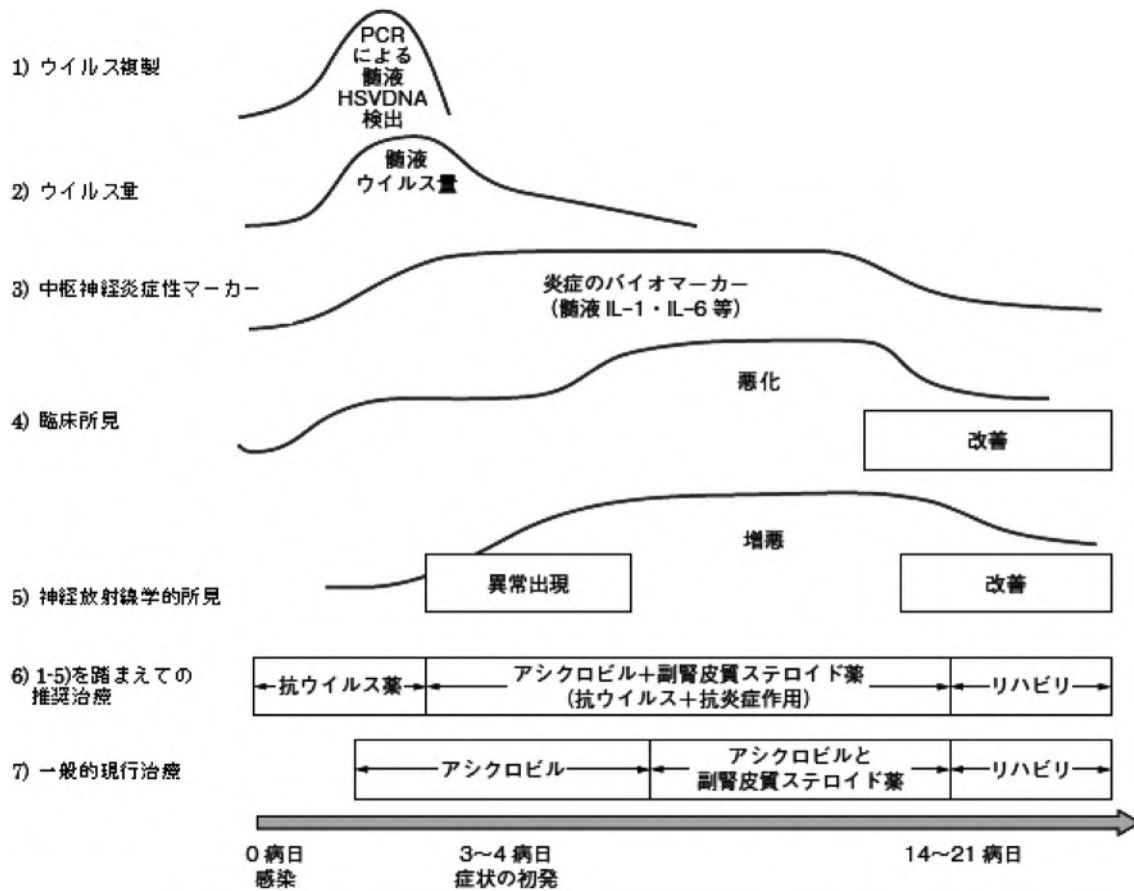 1) ウイルス複製
PCR
による
髄液
HSVDNA
検出
2) ウイルス量
髄液
ウイルス量
3) 中枢神経炎症性マーカー
炎症のバイオマーカー
(髄液 IL-1・IL-6 等)
4) 臨床所見
悪化
改善
5) 神経放射線学的所見
増悪
異常出現
改善
6) 1-5)を踏まえての
推奨治療
抗ウイルス薬
アシクロビル+副腎皮質ステロイド薬
(抗ウイルス+抗炎症作用)
リハビリ
7) 一般的現行治療
アシクロビル
アシクロビルと
副腎皮質ステロイド薬
リハビリ
0 病日
感染
3〜4 病日
症状の初発
14〜21 病日